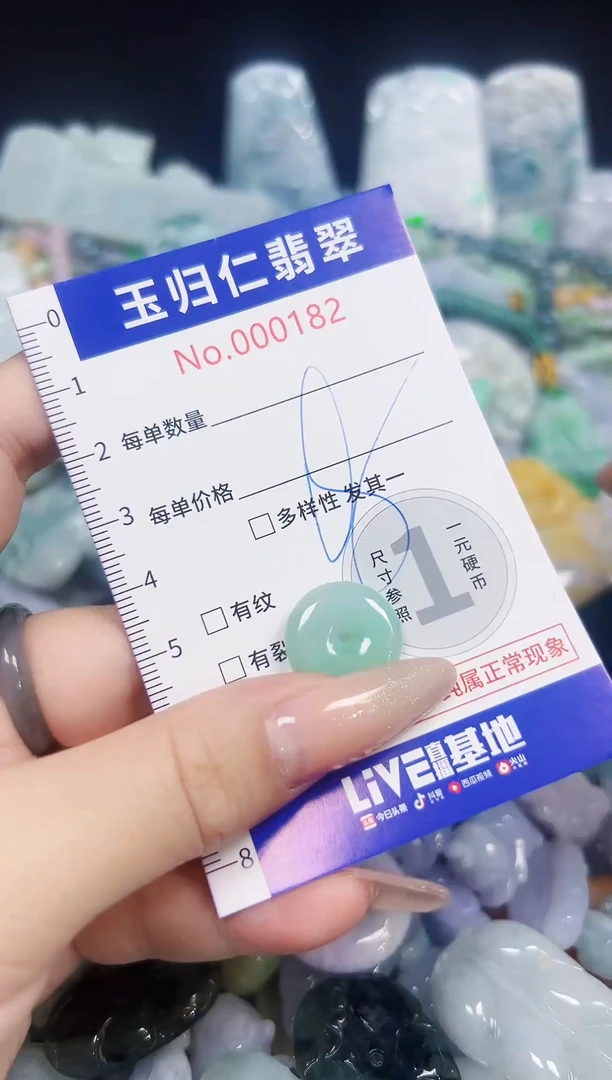 玉归仁翡翠
No.000182
0
1
2
3
4
5
8
每单数量
每单价格
多样性 发其一
有纹
有裂
尺寸参照
1
一元硬币
属正常现象
LiVE直播基地
今日头条 抖音 西瓜视频 火山